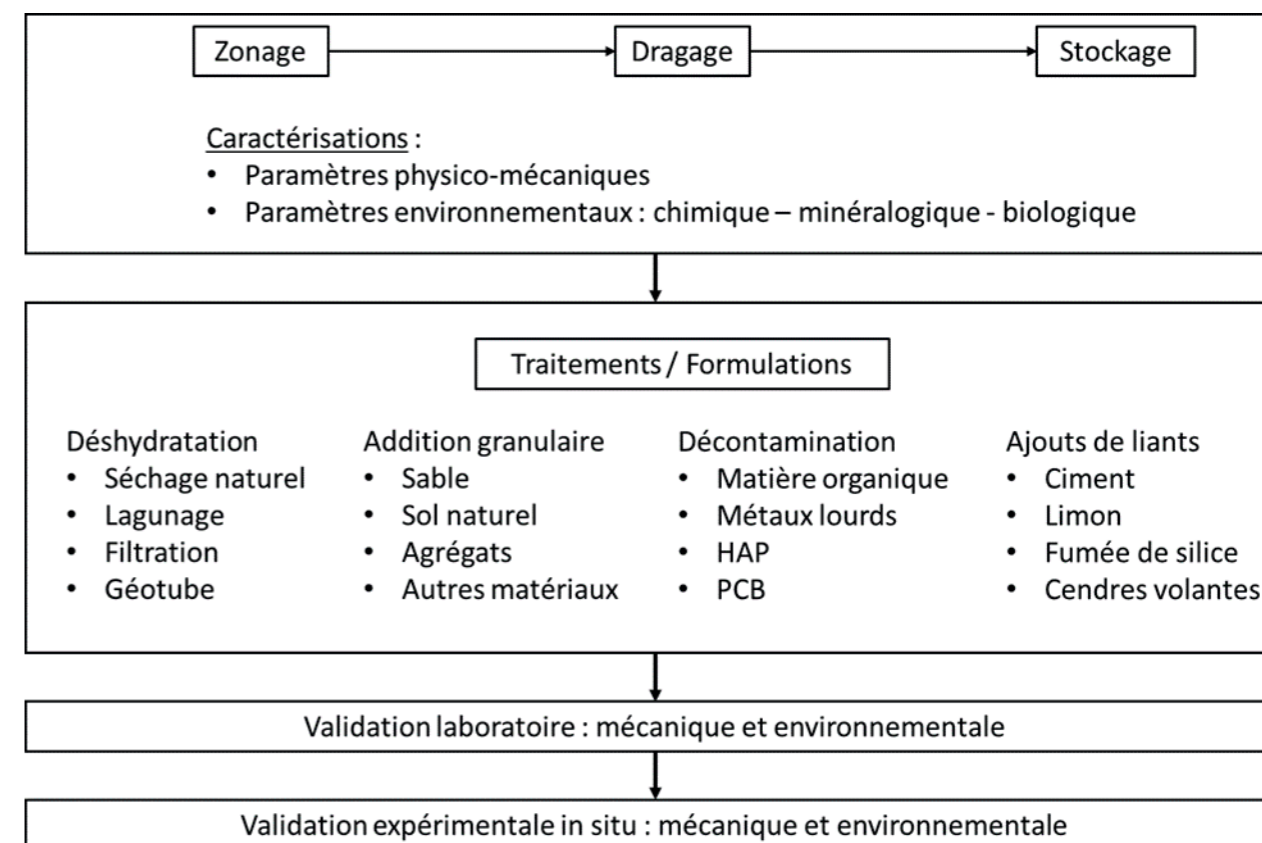 Zonage
Dragage
Stockage
Caractérisations :
• Paramètres physico-mécaniques
• Paramètres environnementaux : chimique – minéralogique - biologique
Traitements / Formulations
Déshydratation
• Séchage naturel
• Lagunage
• Filtration
• Géotube
Addition granulaire
• Sable
• Sol naturel
• Agrégats
• Autres matériaux
Décontamination
• Matière organique
• Métaux lourds
• HAP
• PCB
Ajouts de liants
• Ciment
• Limon
• Fumée de silice
• Cendres volantes
Validation laboratoire : mécanique et environnementale
Validation expérimentale in situ : mécanique et environnementale